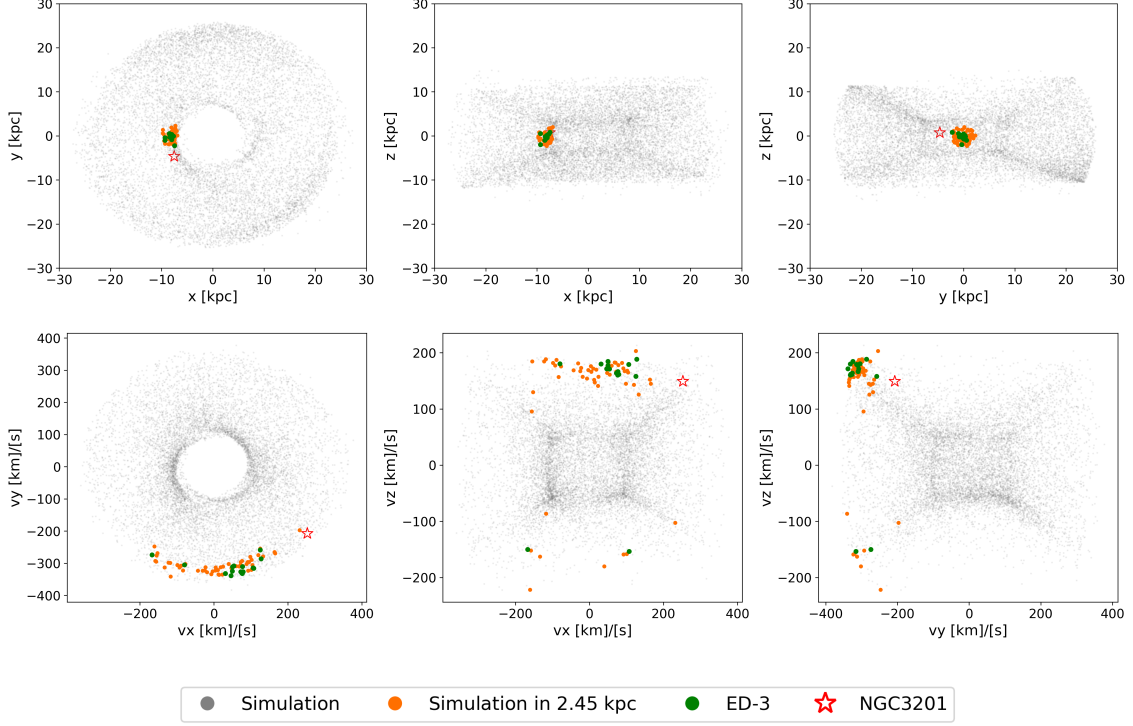 30
20
10
0
−10
−20
−30
−30 −20 −10 0 10 20 30
x [kpc]
y [kpc]
30
20
10
0
−10
−20
−30
−30 −20 −10 0 10 20 30
x [kpc]
z [kpc]
30
20
10
0
−10
−20
−30
−30 −20 −10 0 10 20 30
y [kpc]
z [kpc]
400
300
200
100
0
−100
−200
−300
−400
−200 0 200 400
vx [km]/[s]
vy [km]/[s]
200
100
0
−100
−200
−200 0 200 400
vx [km]/[s]
vz [km]/[s]
200
100
0
−100
−200
−400 −200 0 200 400
vy [km]/[s]
vz [km]/[s]
Simulation Simulation in 2.45 kpc ED-3 NGC3201